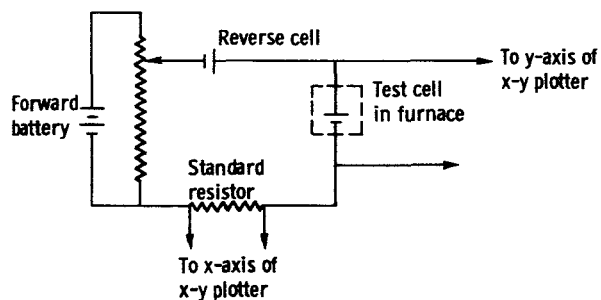 Reverse cell
To y-axis of
x-y plotter
Test cell
in furnace
Forward
battery
Standard
resistor
To x-axis of
x-y plotter